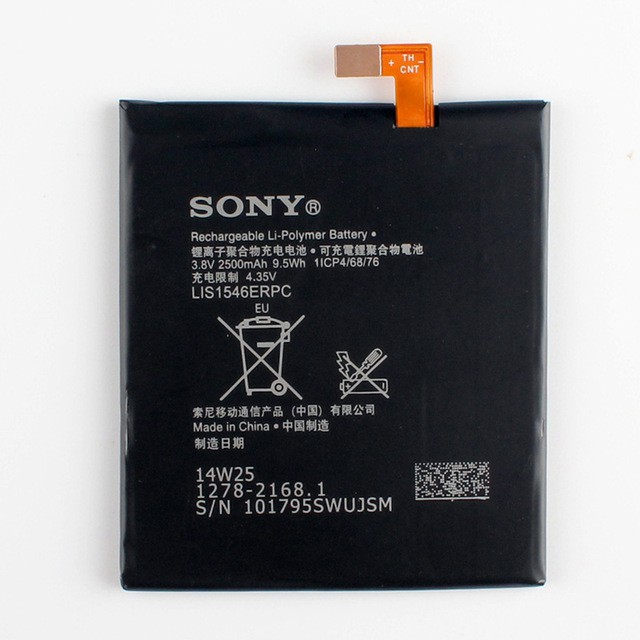 + TH –
CNT
SONY®
Rechargeable Li-Polymer Battery •
锂离子聚合物充电电池 • 可充電鋰聚合物電池
3.8V 2500mAh 9.5Wh 1ICP4/68/76
充电限制 4.35V
LIS1546ERPC
EU
索尼移动通信产品 (中国) 有限公司
Made in China • 中国制造
制造日期
14W25
1278-2168.1
S/N 101795SWUJSM